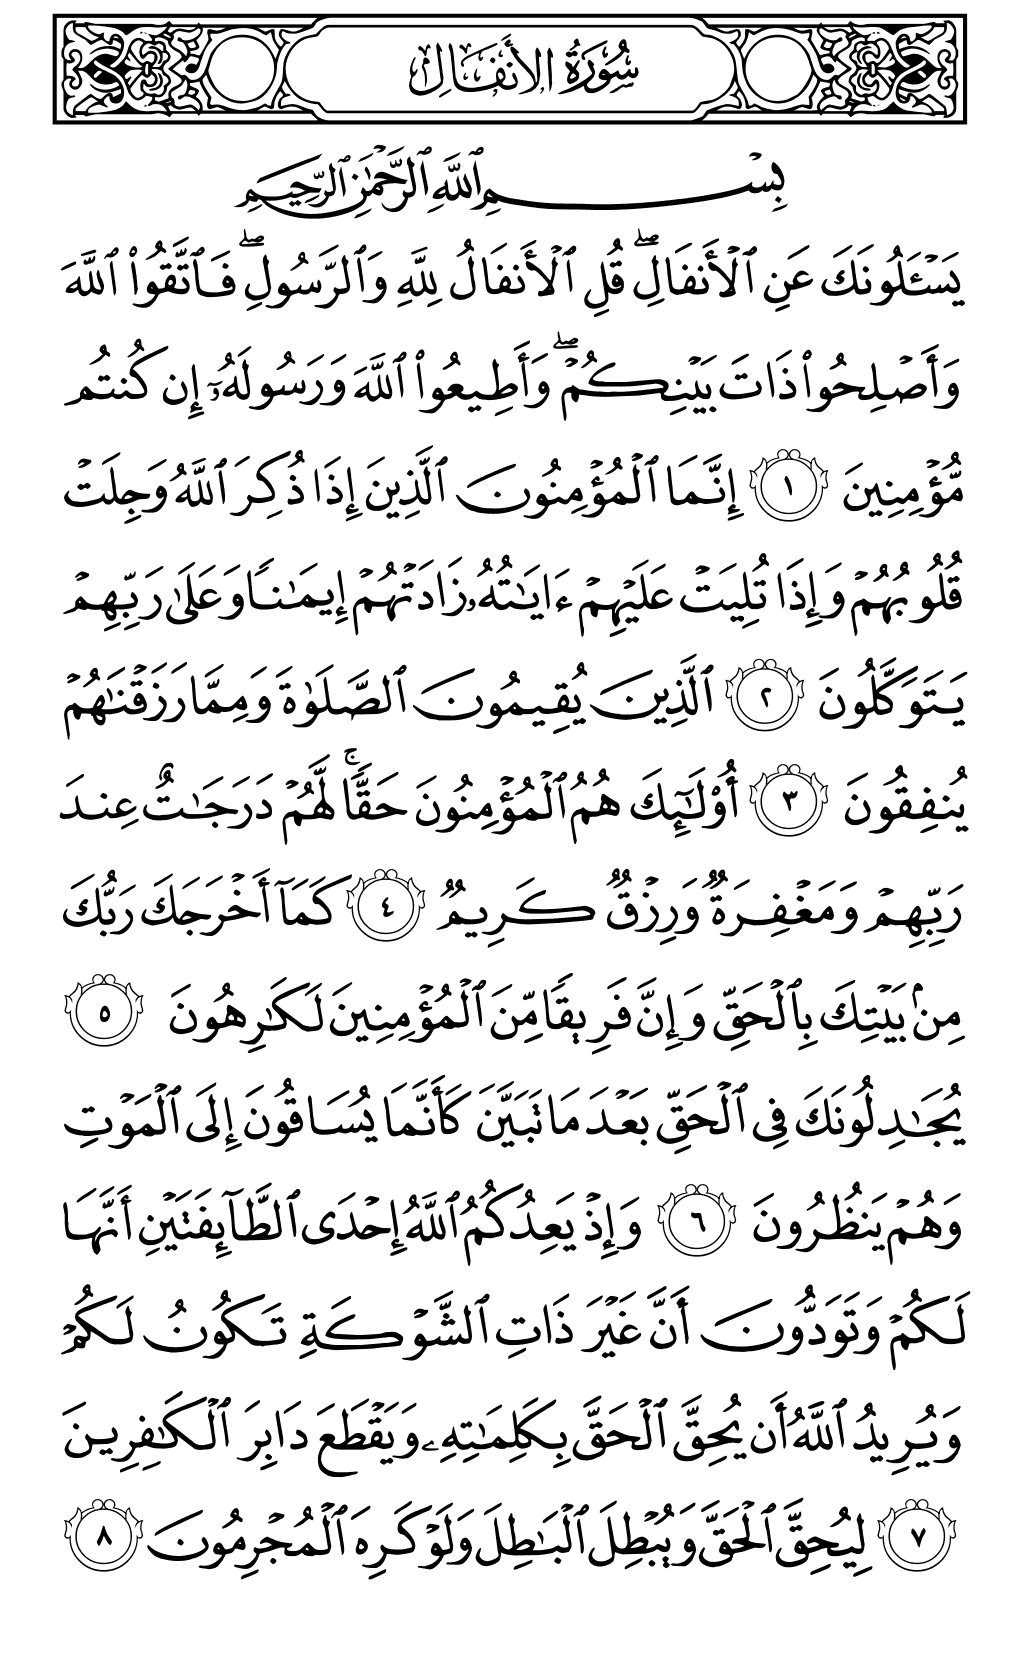 سُورَةُ الأَنفَالِ
بِسْمِ ٱللَّهِ ٱلرَّحْمَٰنِ ٱلرَّحِيمِ
يَسْـَٔلُونَكَ عَنِ ٱلْأَنفَالِۖ قُلِ ٱلْأَنفَالُ لِلَّهِ وَٱلرَّسُولِۖ فَٱتَّقُوا۟ ٱللَّهَ
وَأَصْلِحُوا۟ ذَاتَ بَيْنِكُمْۖ وَأَطِيعُوا۟ ٱللَّهَ وَرَسُولَهُۥٓ إِن كُنتُم
مُّؤْمِنِينَ ١ إِنَّمَا ٱلْمُؤْمِنُونَ ٱلَّذِينَ إِذَا ذُكِرَ ٱللَّهُ وَجِلَتْ
قُلُوبُهُمْ وَإِذَا تُلِيَتْ عَلَيْهِمْ ءَايَٰتُهُۥ زَادَتْهُمْ إِيمَٰنًا وَعَلَىٰ رَبِّهِمْ
يَتَوَكَّلُونَ ٢ ٱلَّذِينَ يُقِيمُونَ ٱلصَّلَوٰةَ وَمِمَّا رَزَقْنَٰهُمْ
يُنفِقُونَ ٣ أُو۟لَٰٓئِكَ هُمُ ٱلْمُؤْمِنُونَ حَقًّاۚ لَّهُمْ دَرَجَٰتٌ عِندَ
رَبِّهِمْ وَمَغْفِرَةٌ وَرِزْقٌ كَرِيمٌ ٤ كَمَآ أَخْرَجَكَ رَبُّكَ
مِنۢ بَيْتِكَ بِٱلْحَقِّ وَإِنَّ فَرِيقًا مِّنَ ٱلْمُؤْمِنِينَ لَكَٰرِهُونَ ٥
يُجَٰدِلُونَكَ فِى ٱلْحَقِّ بَعْدَ مَا تَبَيَّنَ كَأَنَّمَا يُسَاقُونَ إِلَى ٱلْمَوْتِ
وَهُمْ يَنظُرُونَ ٦ وَإِذْ يَعِدُكُمُ ٱللَّهُ إِحْدَى ٱلطَّآئِفَتَيْنِ أَنَّهَا
لَكُمْ وَتَوَدُّونَ أَنَّ غَيْرَ ذَاتِ ٱلشَّوْكَةِ تَكُونُ لَكُمْ
وَيُرِيدُ ٱللَّهُ أَن يُحِقَّ ٱلْحَقَّ بِكَلِمَٰتِهِۦ وَيَقْطَعَ دَابِرَ ٱلْكَٰفِرِينَ
٧ لِيُحِقَّ ٱلْحَقَّ وَيُبْطِلَ ٱلْبَٰطِلَ وَلَوْ كَرِهَ ٱلْمُجْرِمُونَ ٨